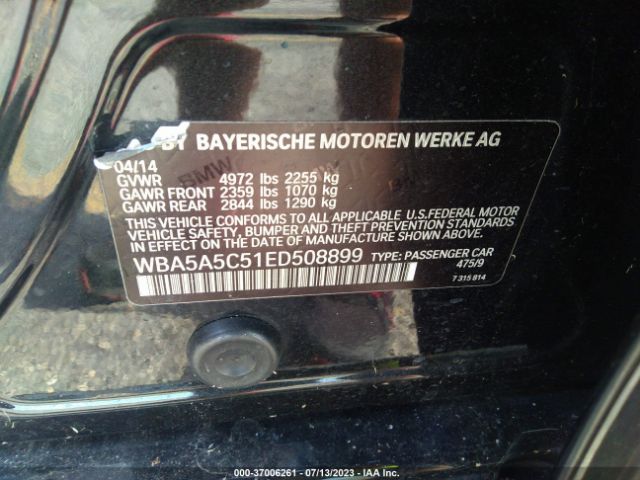 BY BAYERISCHE MOTOREN WERKE AG
04/14
GVWR 4972 lbs 2255 kg
GAWR FRONT 2359 lbs 1070 kg
GAWR REAR 2844 lbs 1290 kg
THIS VEHICLE CONFORMS TO ALL APPLICABLE U.S.FEDERAL MOTOR
VEHICLE SAFETY, BUMPER, AND THEFT PREVENTION STANDARDS
IN EFFECT ON THE DATE OF MANUFACTURE SHOWN ABOVE.
WBA5A5C51ED508899 TYPE: PASSENGER CAR
475/9
7 315 814
000-37006261 - 07/13/2023 - IAA Inc.